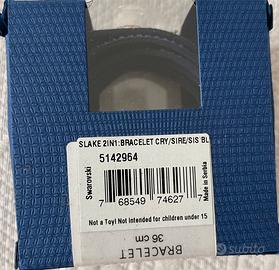 SLAKE 2IN1:BRACELET CRY/SIRE/SIS BL
5142964
Swarovski
7 68549 74627 7
Made in Serbia
Not a Toy! Not intended for children under 15
BRACELET
36 cm
subito